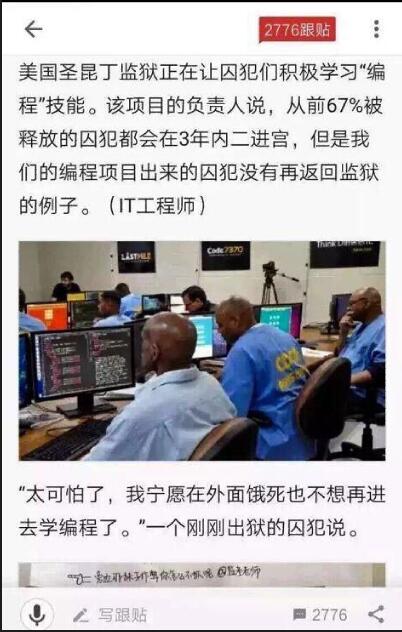 2776跟贴
美国圣昆丁监狱正在让囚犯们积极学习“编
程”技能。该项目的负责人说，从前67%被
释放的囚犯都会在3年内二进宫，但是我
们的编程项目出来的囚犯没有再返回监狱
的例子。（IT工程师）
LASTMILE
Code7370
Think Different.
CODE
“太可怕了，我宁愿在外面饿死也不想再进
去学编程了。”一个刚刚出狱的囚犯说。
写跟贴
2776